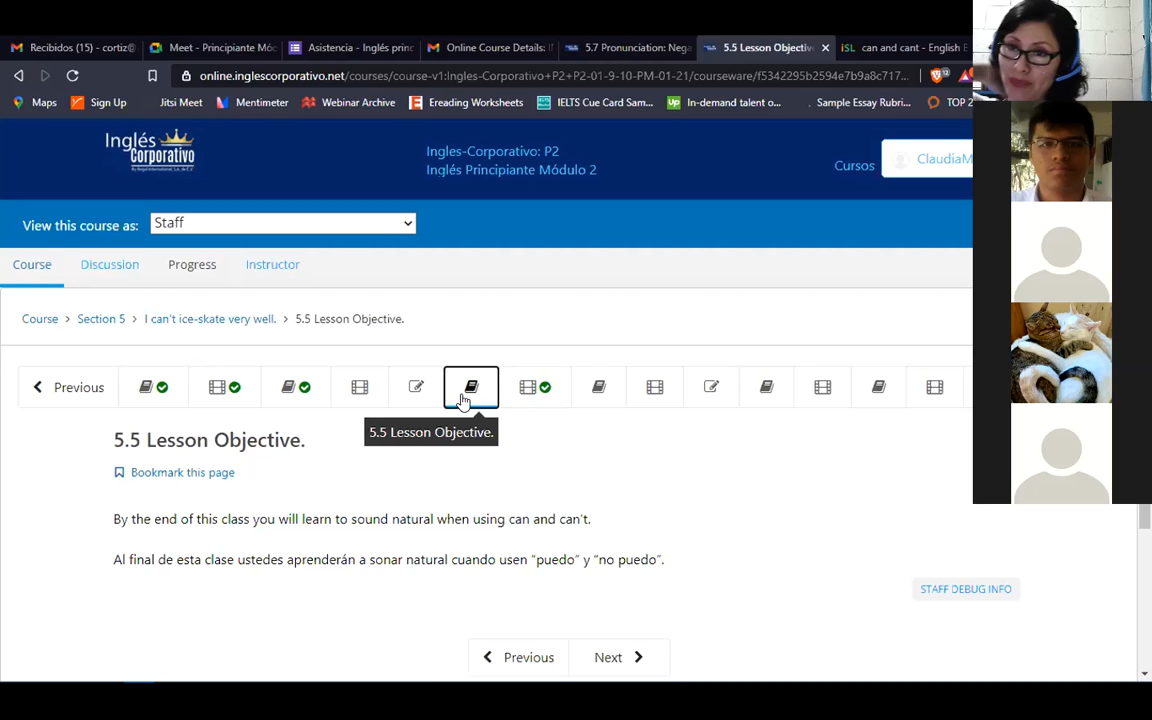 Recibidos (15) - cortiz@
Meet - Principiante Mó
Asistencia - Inglés princ
Online Course Details: I
5.7 Pronunciation: Nega
5.5 Lesson Objectiv
iSL can and cant - English E
online.inglescorporativo.net/courses/course-v1:Ingles-Corporativo+P2+P2-01-9-10-PM-01-21/courseware/f5342295b2594e7b9a8c717...
12
Maps
Sign Up
Jitsi Meet
Mentimeter
Webinar Archive
Ereading Worksheets
IELTS Cue Card Sam...
Up In-demand talent o...
Sample Essay Rubri...
TOP 2
Inglés
Corporativo
Ingles-Corporativo: P2
Inglés Principiante Módulo 2
Cursos
ClaudiaM
View this course as:
Staff
Course
Discussion
Progress
Instructor
Course > Section 5 > I can't ice-skate very well. > 5.5 Lesson Objective.
Previous
5.5 Lesson Objective.
5.5 Lesson Objective.
Bookmark this page
By the end of this class you will learn to sound natural when using can and can't.
Al final de esta clase ustedes aprenderán a sonar natural cuando usen "puedo" y "no puedo".
STAFF DEBUG INFO
Previous
Next